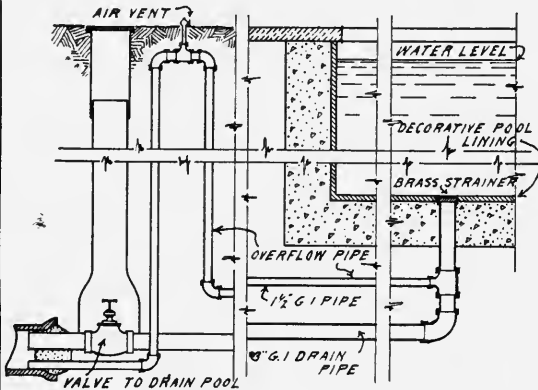 AIR VENT
WATER LEVEL
DECORATIVE POOL
LINING
BRASS STRAINER
OVERFLOW PIPE
1½" G I PIPE
3" G.I DRAIN
PIPE
VALVE TO DRAIN POOL